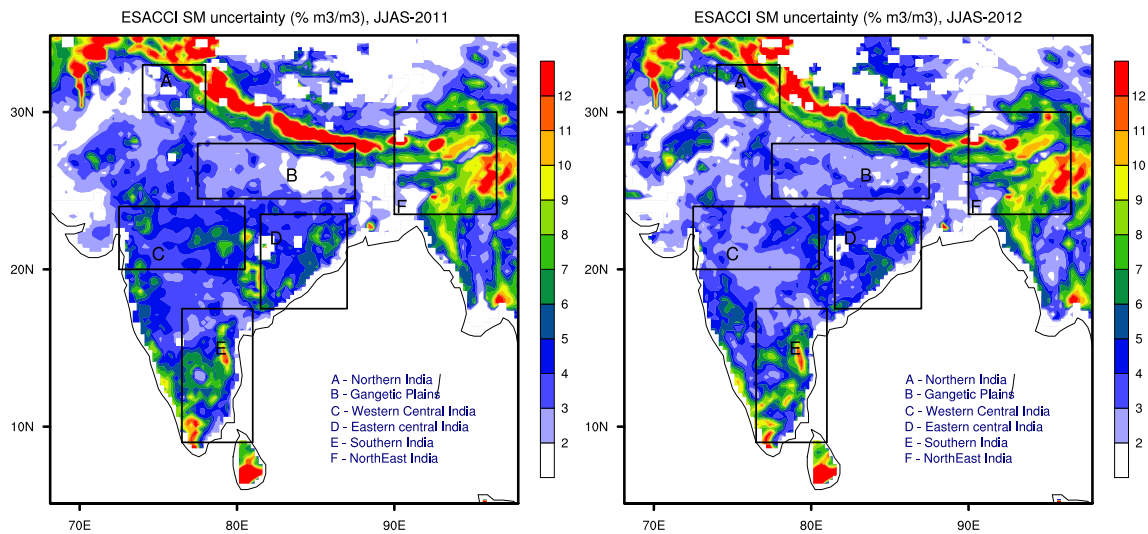 ESACCI SM uncertainty (% m3/m3), JJAS-2011
30N
20N
10N
70E
80E
90E
A
B
C
D
E
F
A - Northern India
B - Gangetic Plains
C - Western Central India
D - Eastern central India
E - Southern India
F - NorthEast India
12
11
10
9
8
7
6
5
4
3
2
ESACCI SM uncertainty (% m3/m3), JJAS-2012
30N
20N
10N
70E
80E
90E
A
B
C
D
E
F
A - Northern India
B - Gangetic Plains
C - Western Central India
D - Eastern central India
E - Southern India
F - NorthEast India
12
11
10
9
8
7
6
5
4
3
2